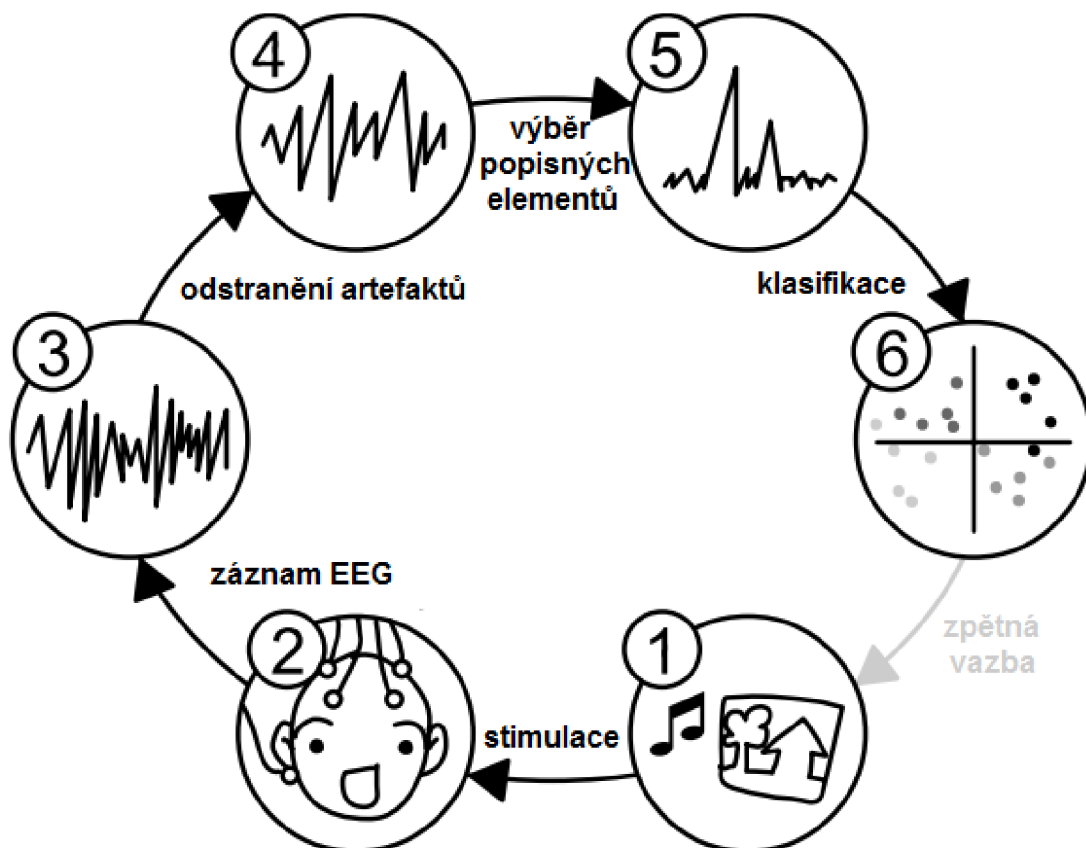 4
5
výběr
popisných
elementů
odstranění artefaktů
klasifikace
3
6
záznam EEG
zpětná
vazba
2
1
stimulace